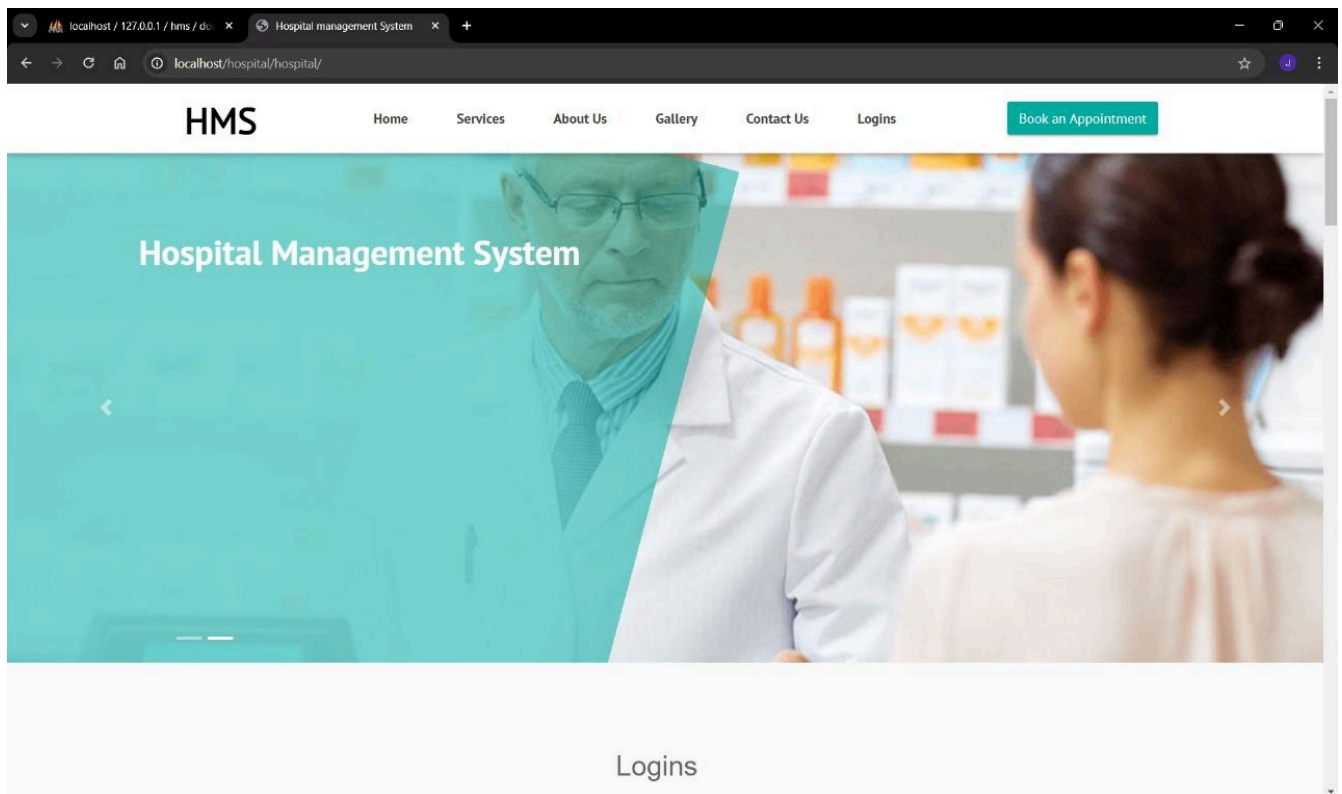 localhost / 127.0.0.1 / hms / do
Hospital management System
localhost/hospital/hospital/
J
HMS
Home
Services
About Us
Gallery
Contact Us
Logins
Book an Appointment
Hospital Management System
Logins